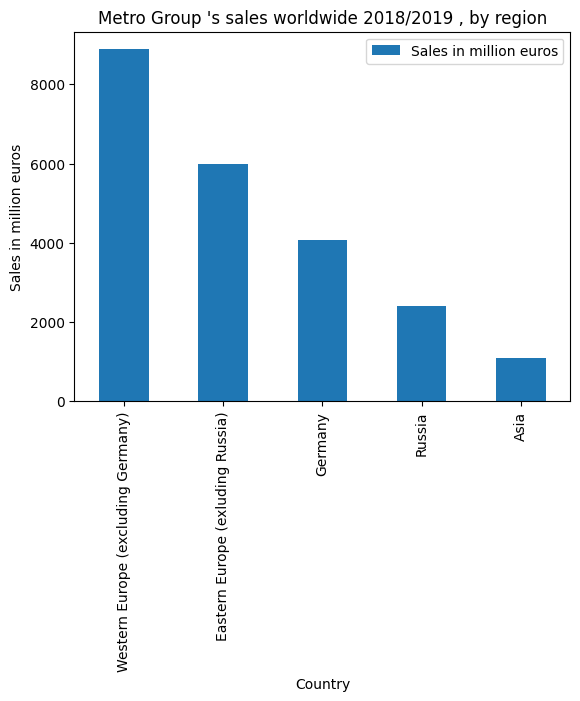 Metro Group 's sales worldwide 2018/2019 , by region
Sales in million euros
Sales in million euros
8000
6000
4000
2000
0
Western Europe (excluding Germany)
Eastern Europe (exluding Russia)
Germany
Russia
Asia
Country